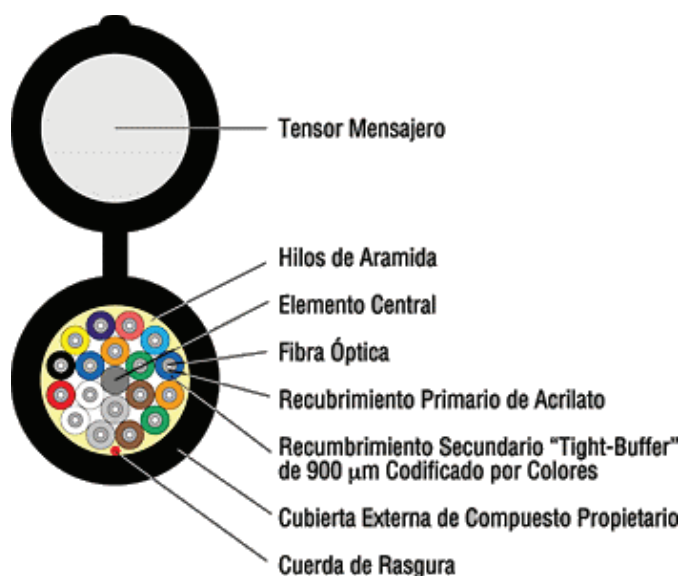 Tensor Mensajero
Hilos de Aramida
Elemento Central
Fibra Óptica
Recubrimiento Primario de Acrilato
Recumbrimiento Secundario “Tight-Buffer”
de 900 μm Codificado por Colores
Cubierta Externa de Compuesto Propietario
Cuerda de Rasgura